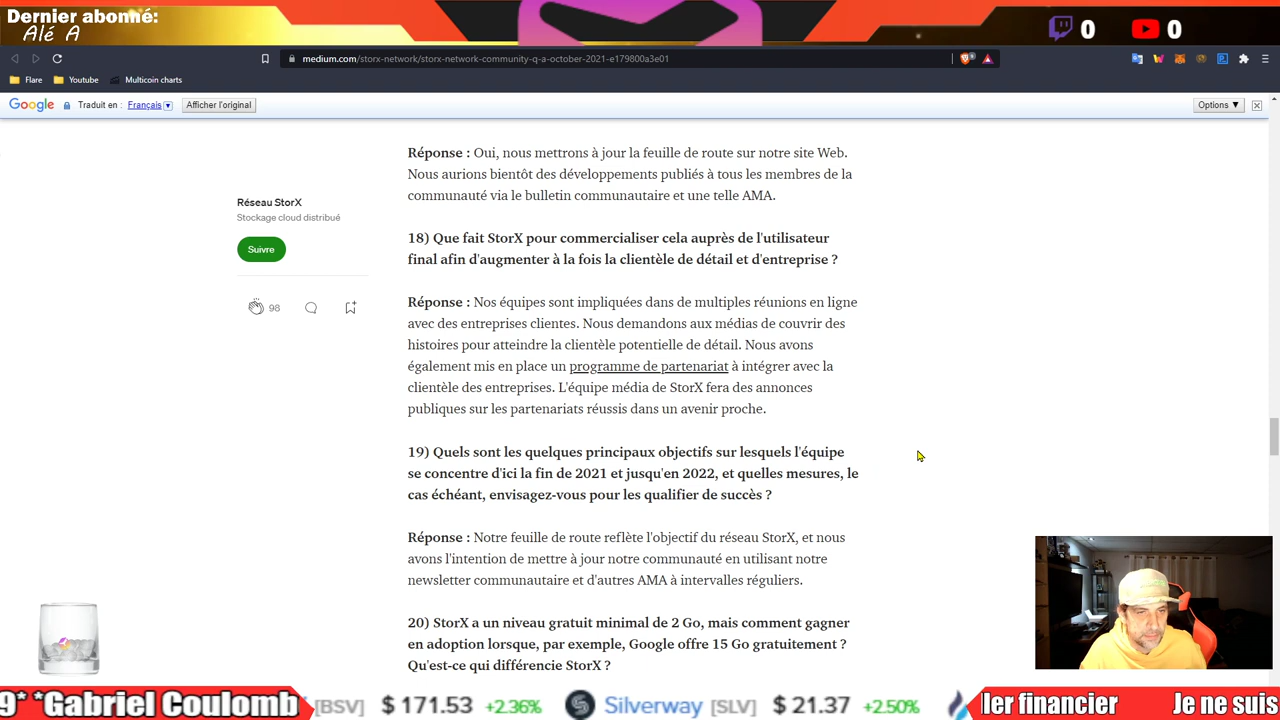 Dernier abonné:
Alé A
0
0
medium.com/storx-network/storx-network-community-q-a-october-2021-e179800a3e01
Flare
Youtube
Multicoin charts
Google
Traduit en :
Français
Afficher l'original
Options ▼
Réponse : Oui, nous mettrons à jour la feuille de route sur notre site Web.
Nous aurions bientôt des développements publiés à tous les membres de la
communauté via le bulletin communautaire et une telle AMA.
Réseau StorX
Stockage cloud distribué
Suivre
98
18) Que fait StorX pour commercialiser cela auprès de l'utilisateur
final afin d'augmenter à la fois la clientèle de détail et d'entreprise ?
Réponse : Nos équipes sont impliquées dans de multiples réunions en ligne
avec des entreprises clientes. Nous demandons aux médias de couvrir des
histoires pour atteindre la clientèle potentielle de détail. Nous avons
également mis en place un programme de partenariat à intégrer avec la
clientèle des entreprises. L'équipe média de StorX fera des annonces
publiques sur les partenariats réussis dans un avenir proche.
19) Quels sont les quelques principaux objectifs sur lesquels l'équipe
se concentre d'ici la fin de 2021 et jusqu'en 2022, et quelles mesures, le
cas échéant, envisagez-vous pour les qualifier de succès ?
Réponse : Notre feuille de route reflète l'objectif du réseau StorX, et nous
avons l'intention de mettre à jour notre communauté en utilisant notre
newsletter communautaire et d'autres AMA à intervalles réguliers.
20) StorX a un niveau gratuit minimal de 2 Go, mais comment gagner
en adoption lorsque, par exemple, Google offre 15 Go gratuitement ?
Qu'est-ce qui différencie StorX ?
9* *Gabriel Coulomb
[BSV] $ 171.53 +2.36%
Silverway [SLV] $ 21.37 +2.50%
ler financier
Je ne suis